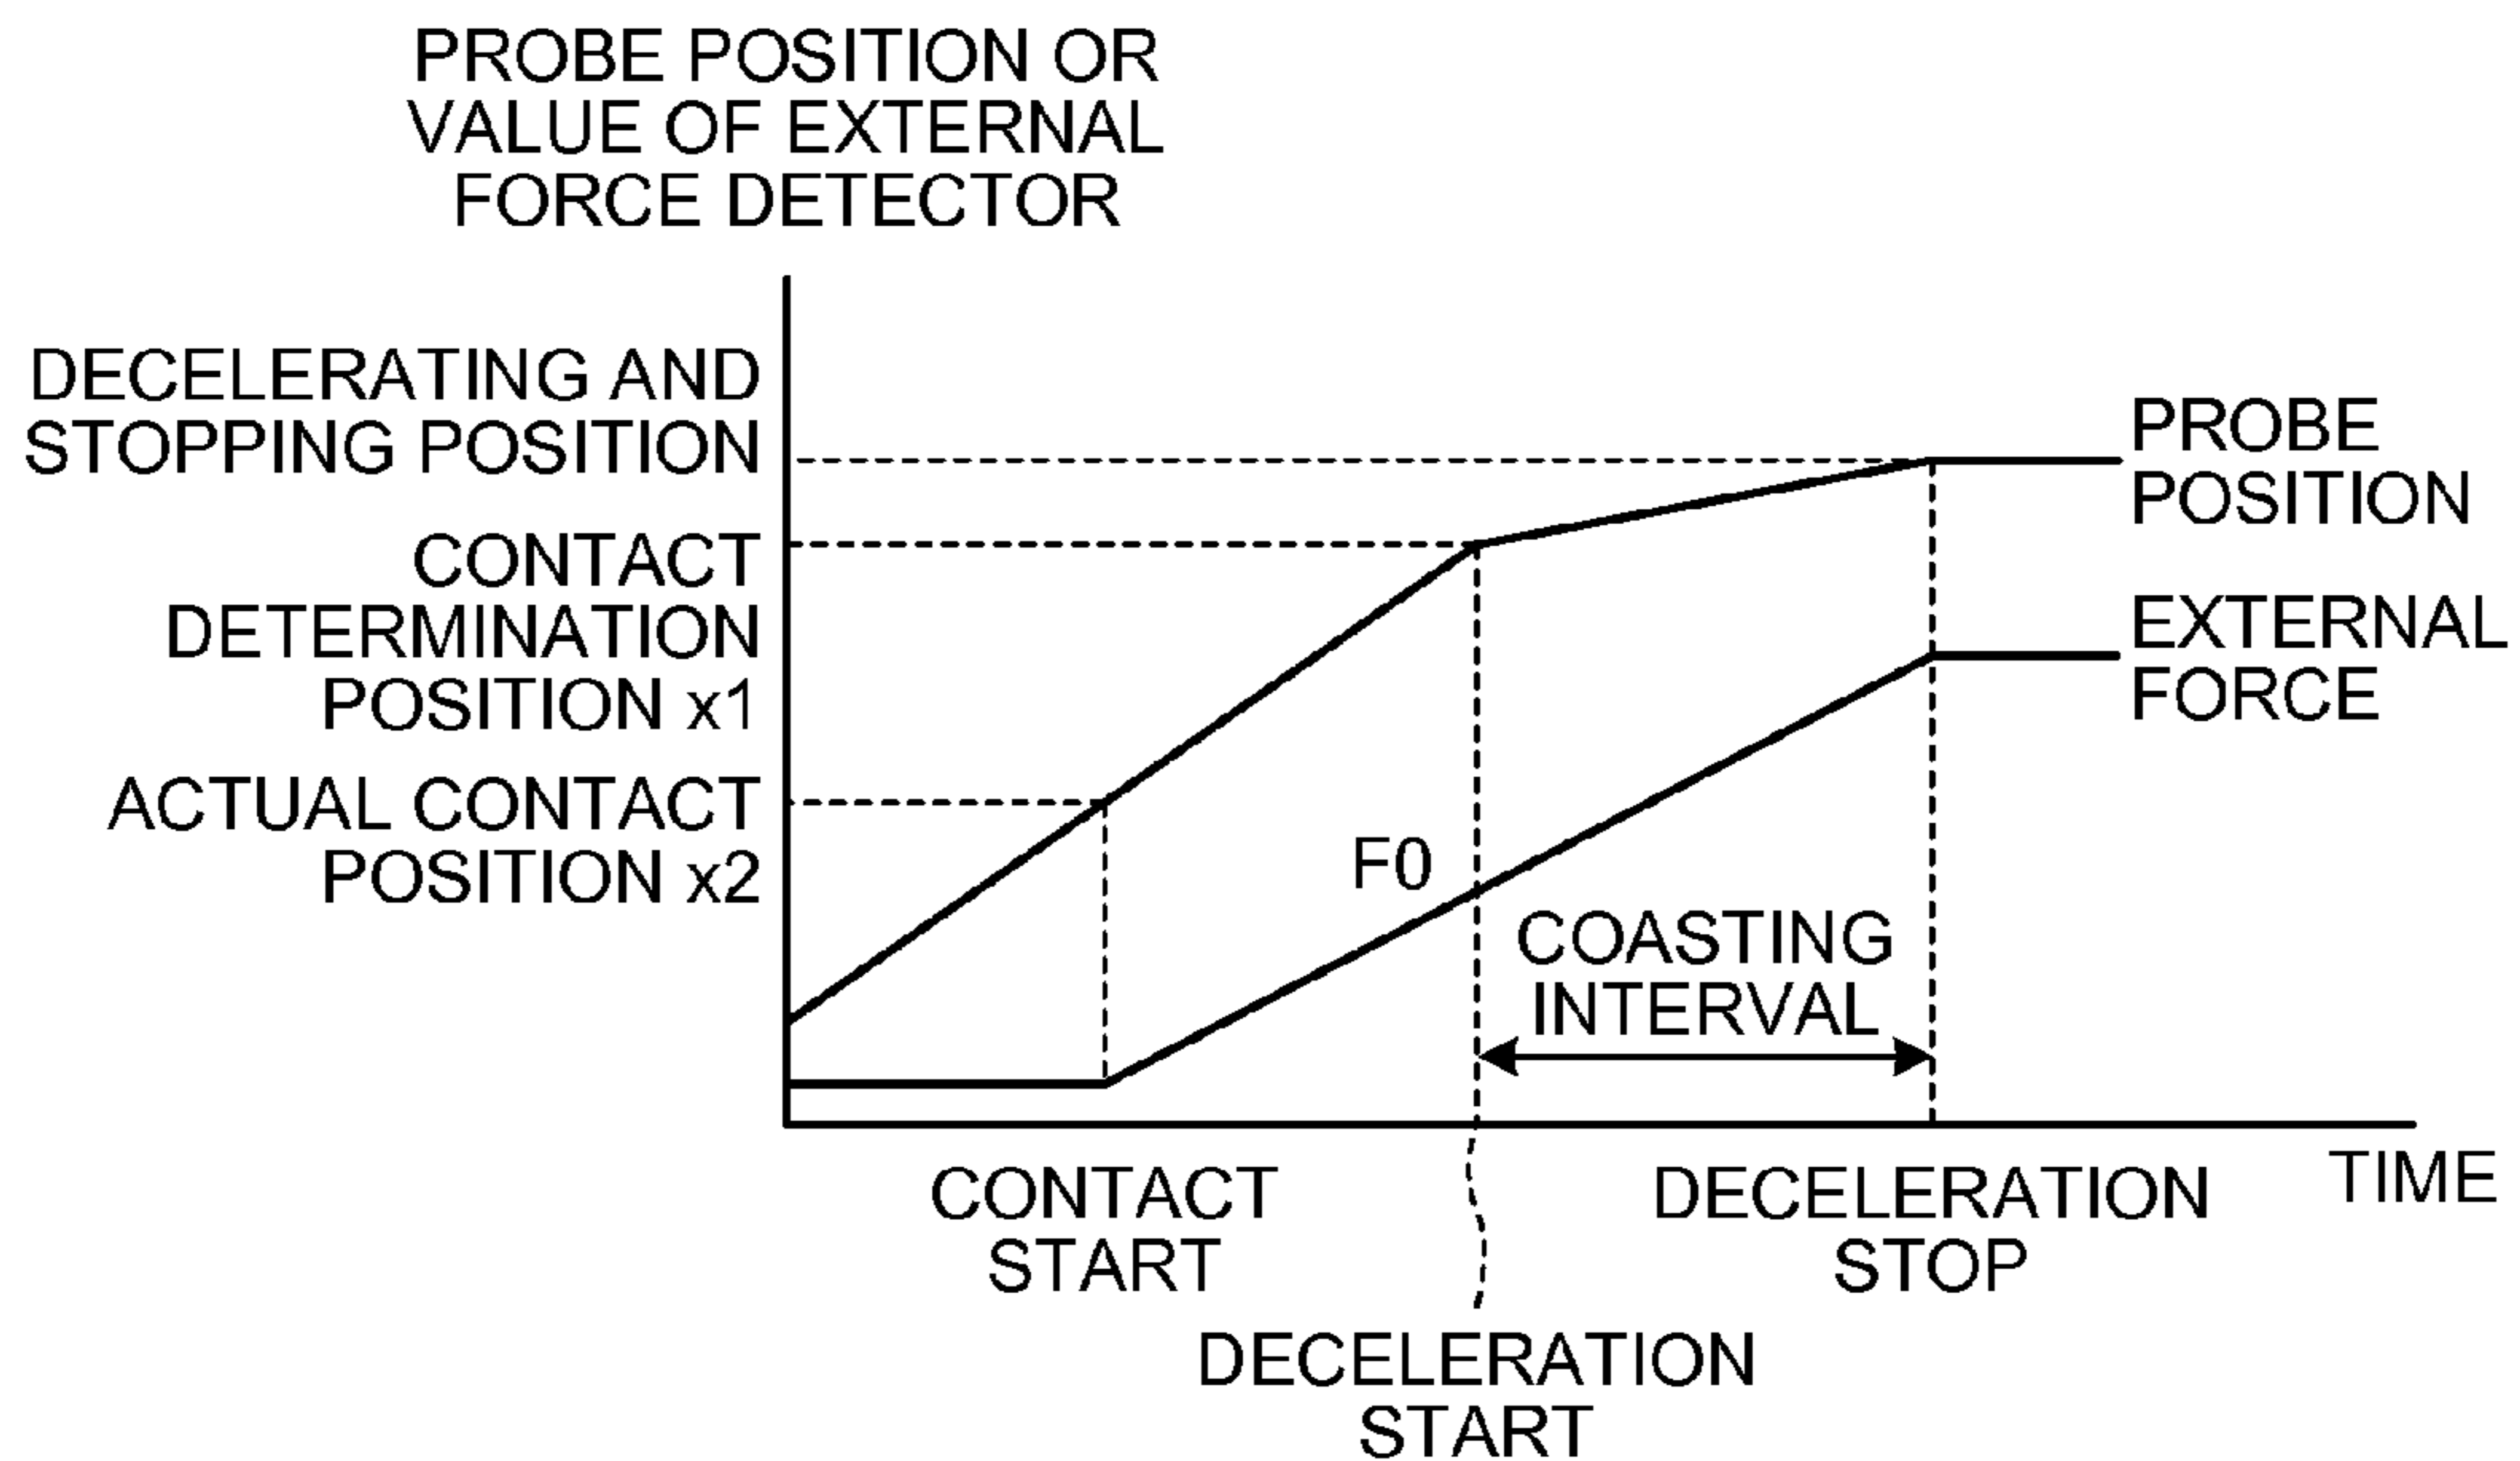 PROBE POSITION OR
VALUE OF EXTERNAL
FORCE DETECTOR
DECELERATING AND
STOPPING POSITION
CONTACT
DETERMINATION
POSITION x1
ACTUAL CONTACT
POSITION x2
PROBE
POSITION
EXTERNAL
FORCE
F0
COASTING
INTERVAL
TIME
CONTACT
START
DECELERATION
STOP
DECELERATION
START